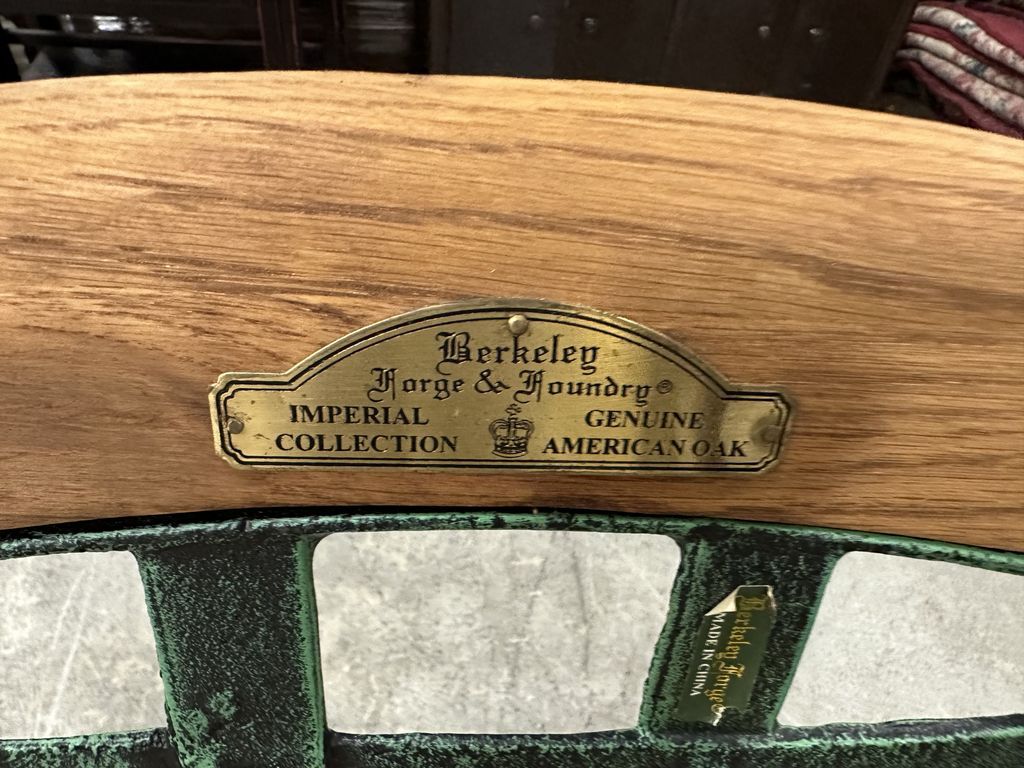 Berkeley
Forge & Foundry®
IMPERIAL
COLLECTION
GENUINE
AMERICAN OAK
Berkeley Forge
MADE IN CHINA